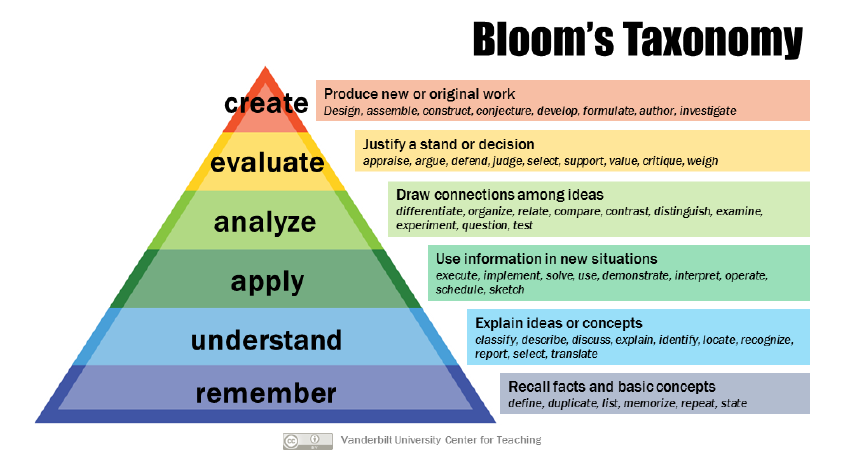 Bloom's Taxonomy
create
Produce new or original work
Design, assemble, construct, conjecture, develop, formulate, author, investigate
evaluate
Justify a stand or decision
appraise, argue, defend, judge, select, support, value, critique, weigh
analyze
Draw connections among ideas
differentiate, organize, relate, compare, contrast, distinguish, examine,
experiment, question, test
apply
Use information in new situations
execute, implement, solve, use, demonstrate, interpret, operate,
schedule, sketch
understand
Explain ideas or concepts
classify, describe, discuss, explain, identify, locate, recognize,
report, select, translate
remember
Recall facts and basic concepts
define, duplicate, list, memorize, repeat, state
cc
Vanderbilt University Center for Teaching